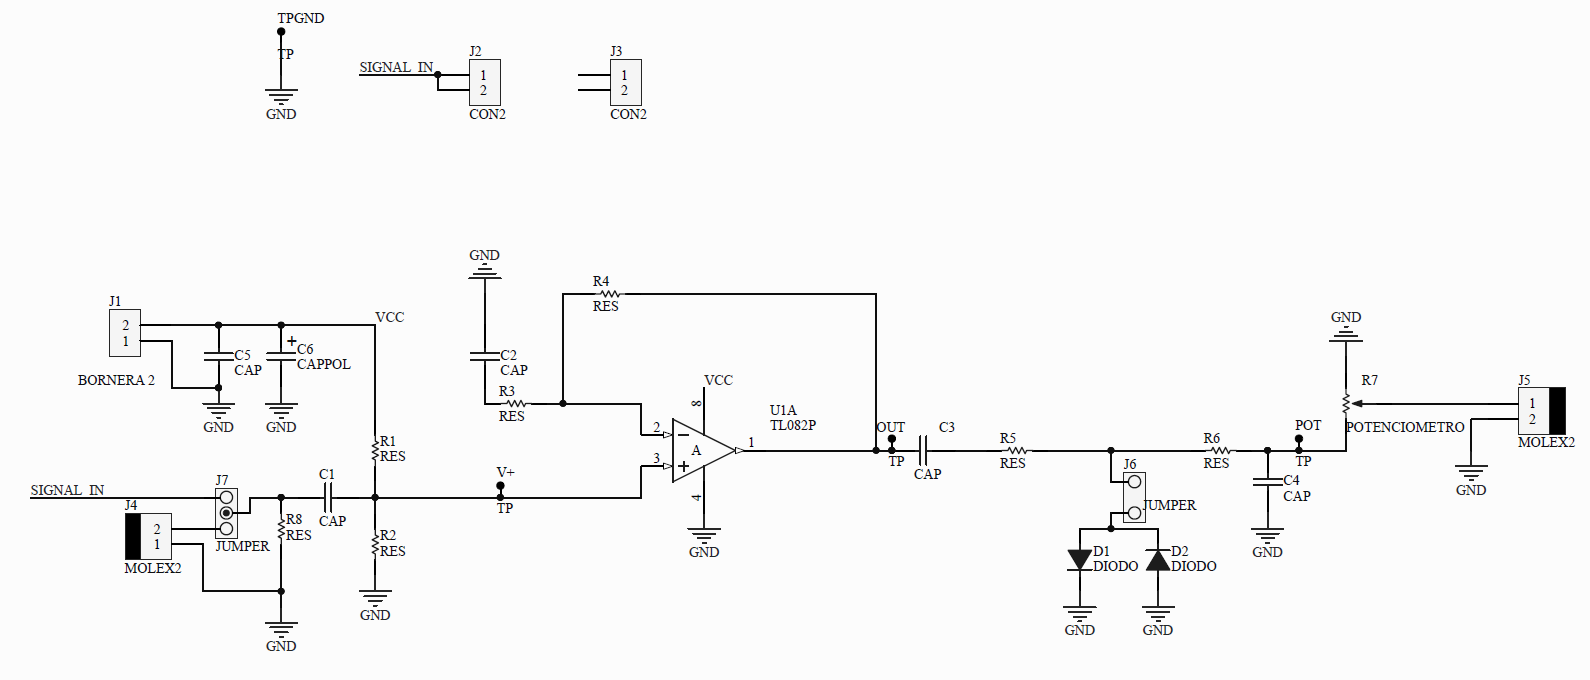 TPGND
TP
GND
SIGNAL IN
J2
1
2
CON2
J3
1
2
CON2
J1
2
1
BORNERA 2
C5
CAP
GND
+
C6
CAPPOL
GND
VCC
R1
RES
GND
C2
CAP
R3
RES
R4
RES
VCC
8
U1A
TL082P
2
3
A
1
4
GND
SIGNAL IN
J4
2
1
MOLEX2
J7
JUMPER
R8
RES
GND
C1
CAP
R2
RES
GND
V+
TP
OUT
TP
C3
CAP
R5
RES
J6
JUMPER
D1
DIODO
GND
D2
DIODO
GND
R6
RES
C4
CAP
GND
POT
TP
GND
R7
POTENCIOMETRO
J5
1
2
MOLEX2
GND